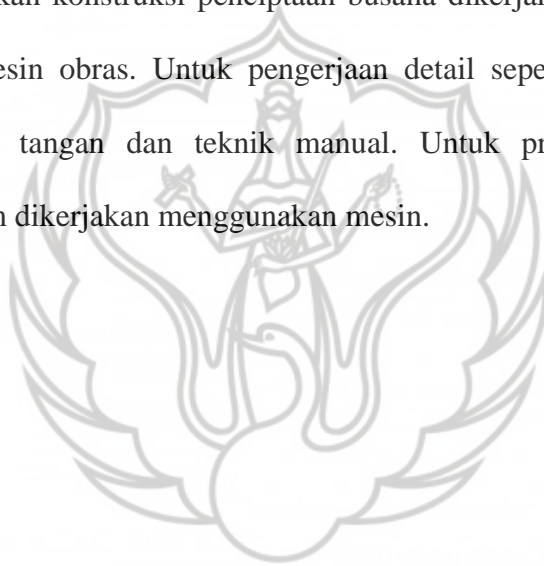 kan konstruksi penciptaan busana dikerja
esin obras. Untuk pengerjaan detail sepe
tangan dan teknik manual. Untuk pr
n dikerjakan menggunakan mesin.